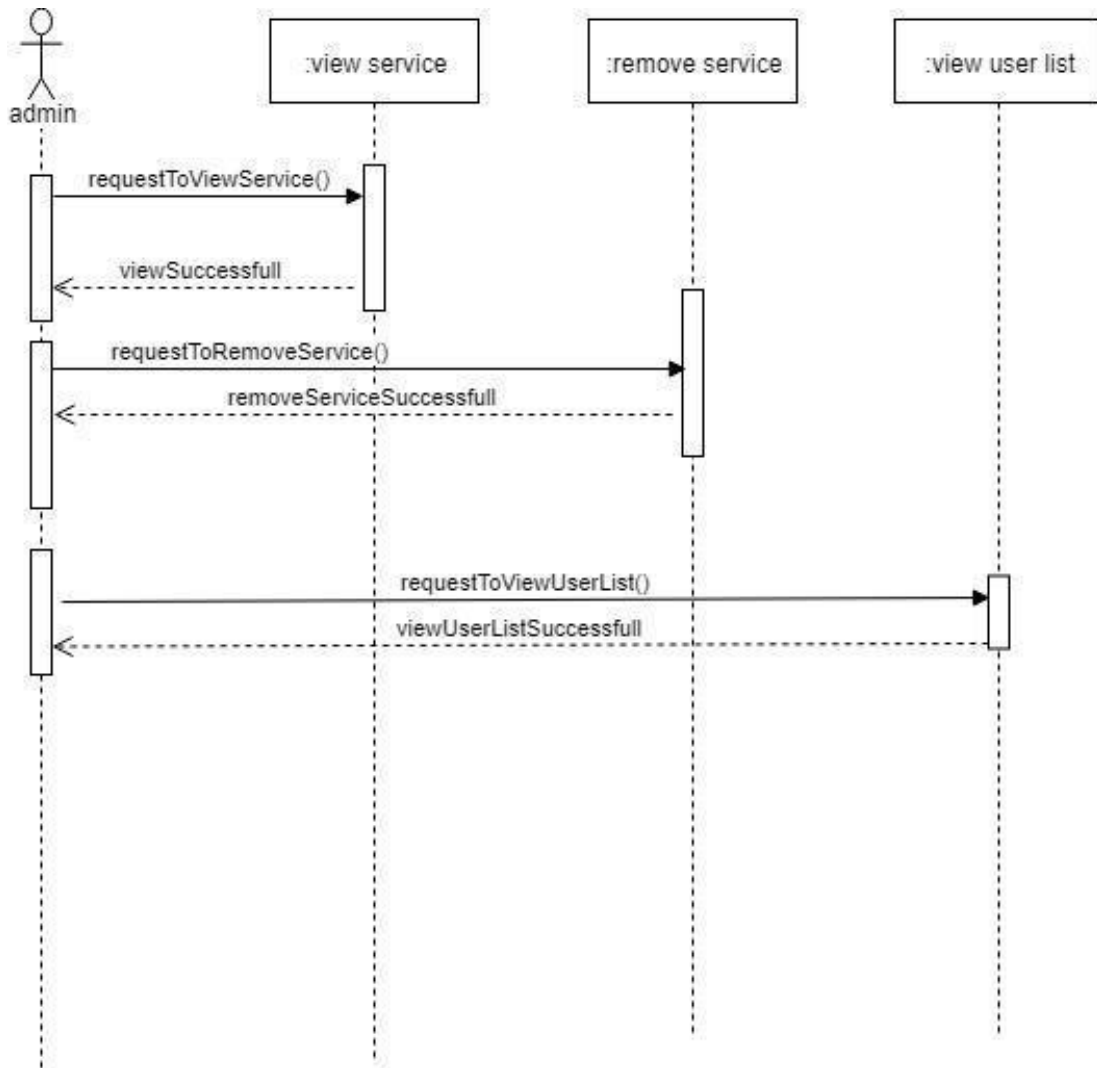 :view service
:remove service
:view user list
admin
requestToViewService()
viewSuccessfull
requestToRemoveService()
removeServiceSuccessfull
requestToViewUserList()
viewUserListSuccessfull